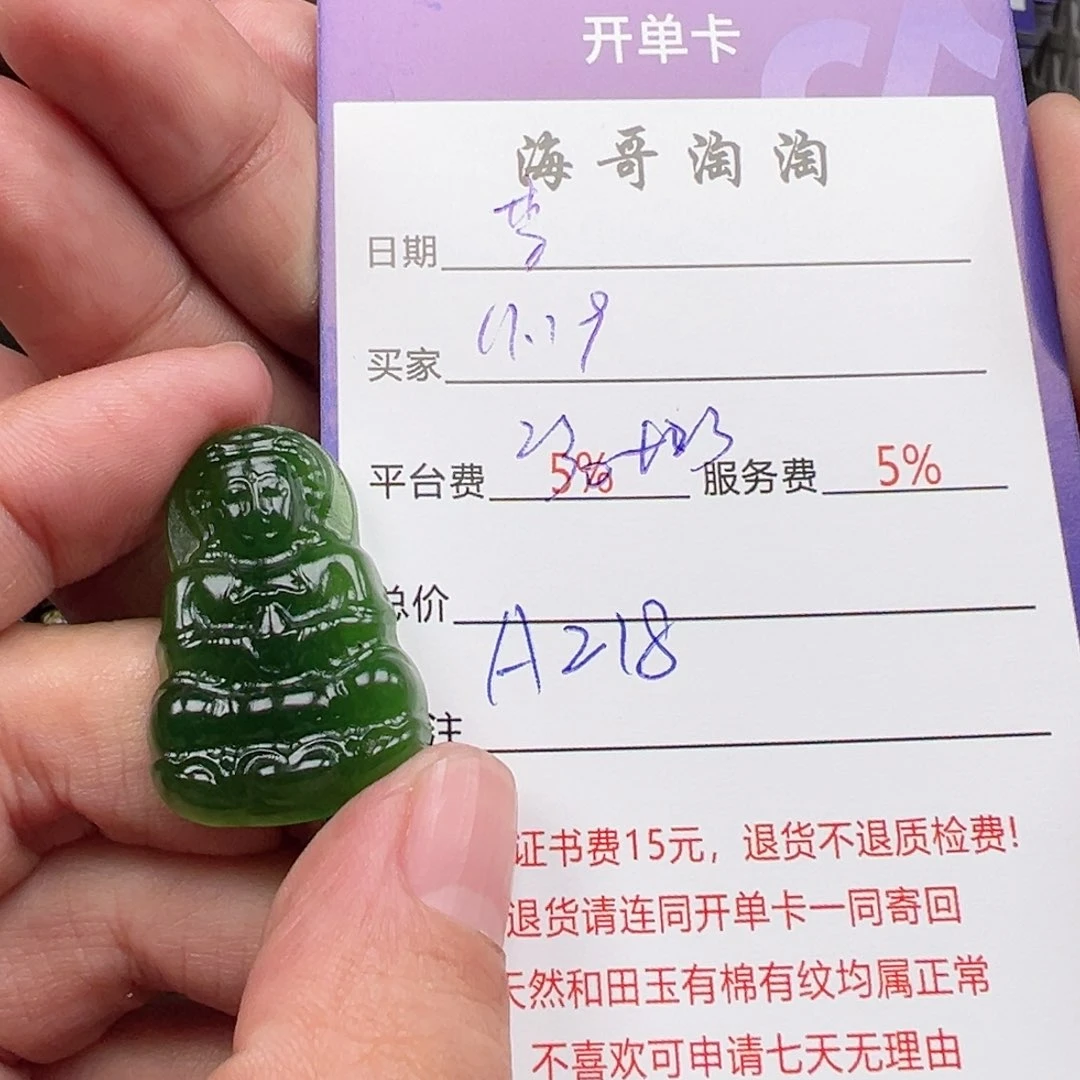 开单卡
海哥淘淘
日期
买家 11.19
平台费 5% 服务费 5%
总价
A218
注
证书费15元，退货不退质检费!
退货请连同开单卡一同寄回
天然和田玉有棉有纹均属正常
不喜欢可申请七天无理由